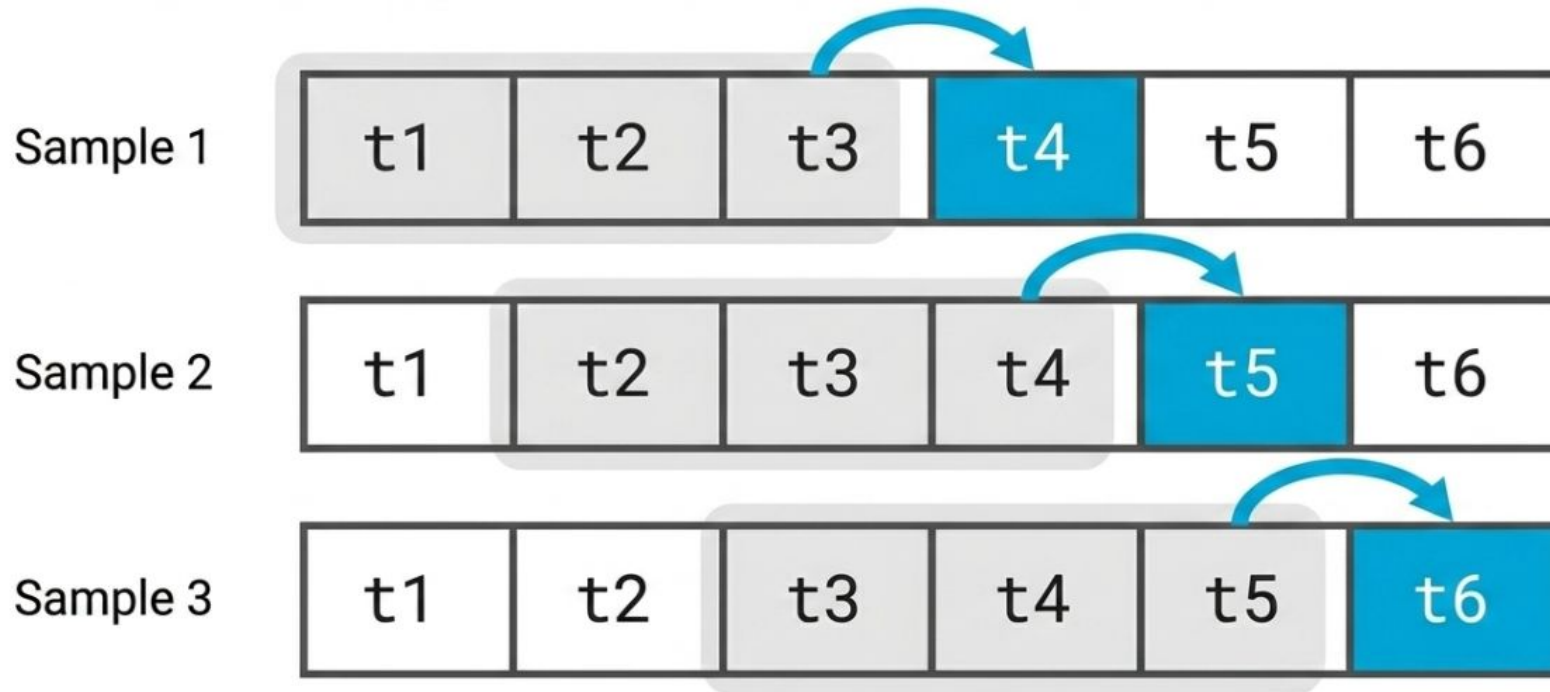 Sample 1 t1 t2 t3 t4 t5 t6
Sample 2 t1 t2 t3 t4 t5 t6
Sample 3 t1 t2 t3 t4 t5 t6